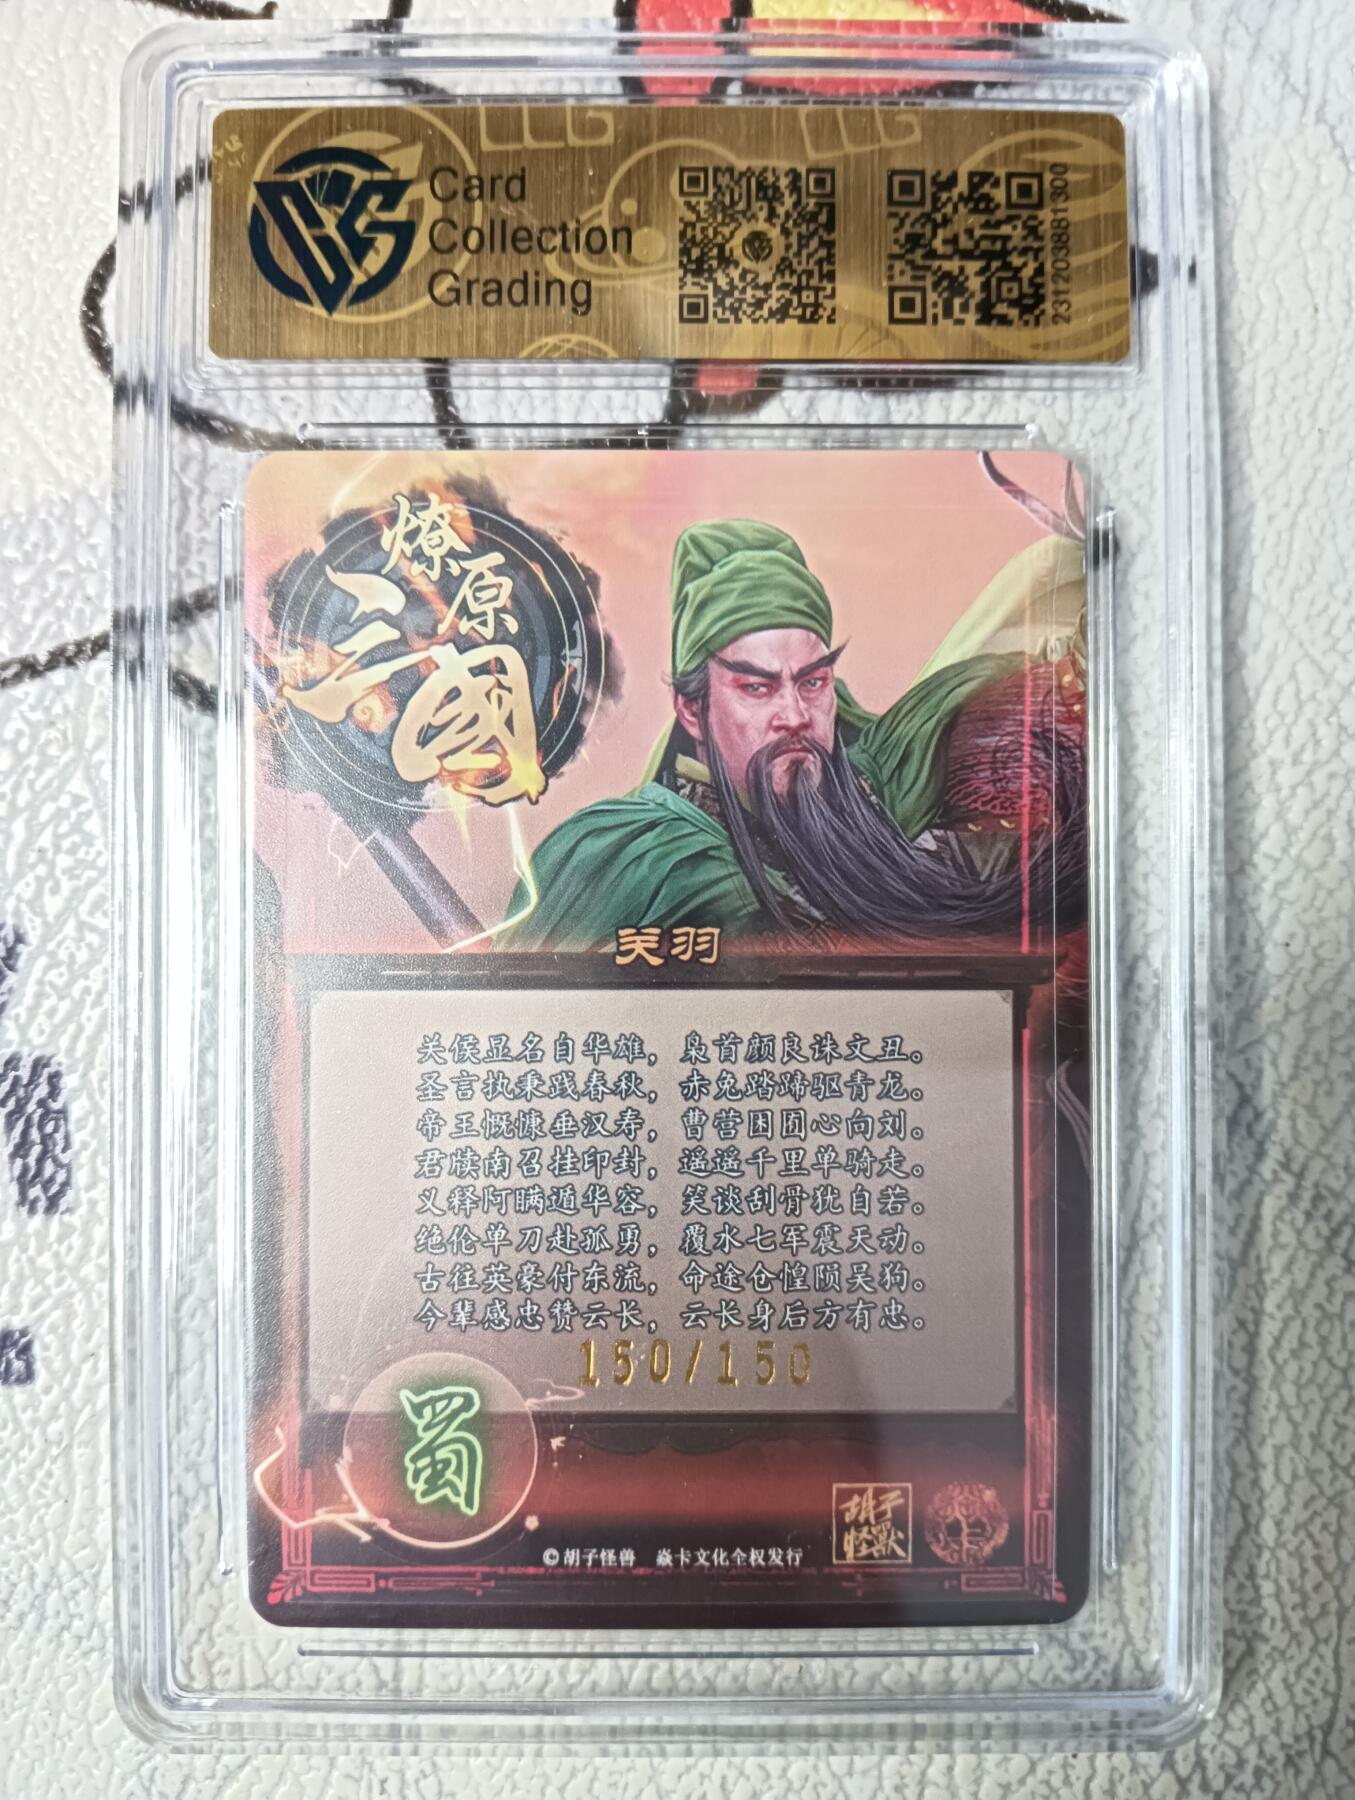 Card
Collection
Grading
2312203881300
燎原
三國
关羽
关侯显名自华雄，枭首颜良诛文丑。
圣言执秉践春秋，赤兔踏蹄驱青龙。
帝王慨慷垂汉寿，曹营困囿心向刘。
君牍南召挂印封，遥遥千里单骑走。
义释阿瞒遁华容，笑谈刮骨犹自若。
绝伦单刀赴孤勇，覆水七军震天动。
古往英豪付东流，命途仓惶陨吴狗。
今辈感忠赞云长，云长身后方有忠。
150/150
蜀
©胡子怪兽 焱卡文化全权发行
胡子
怪獸